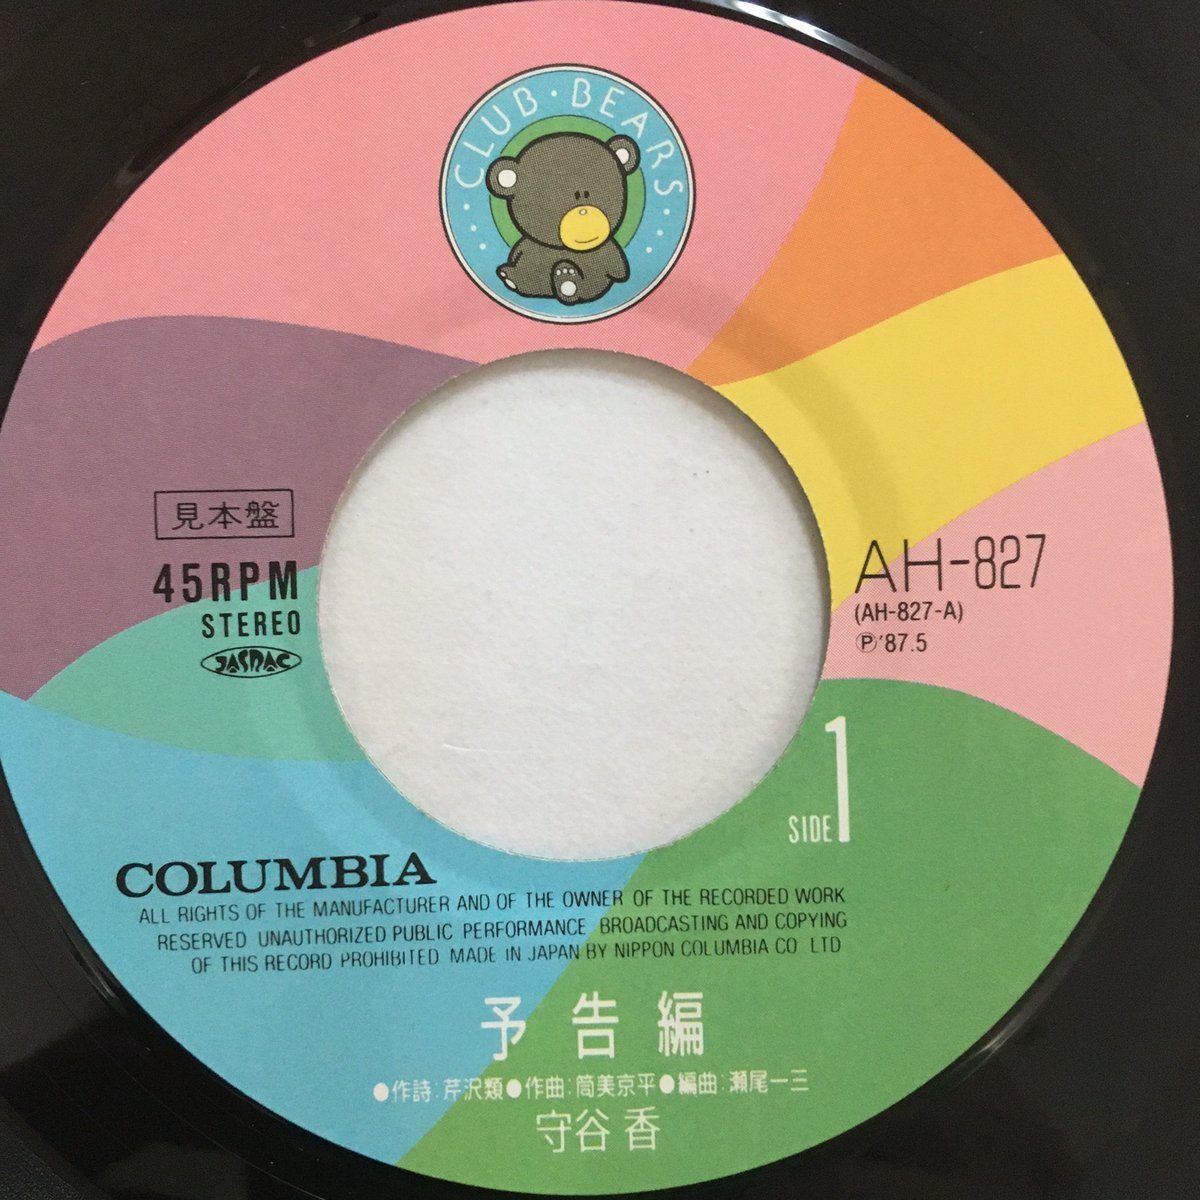 CLUB·BEARS
見本盤
45RPM
STEREO
JASRAC
AH-827
(AH-827-A)
Ⓟ'87.5
SIDE 1
COLUMBIA
ALL RIGHTS OF THE MANUFACTURER AND OF THE OWNER OF THE RECORDED WORK
RESERVED UNAUTHORIZED PUBLIC PERFORMANCE BROADCASTING AND COPYING
OF THIS RECORD PROHIBITED MADE IN JAPAN BY NIPPON COLUMBIA CO LTD
予告編
●作詩:芹沢類●作曲:筒美京平●編曲:瀬尾一三
守谷香